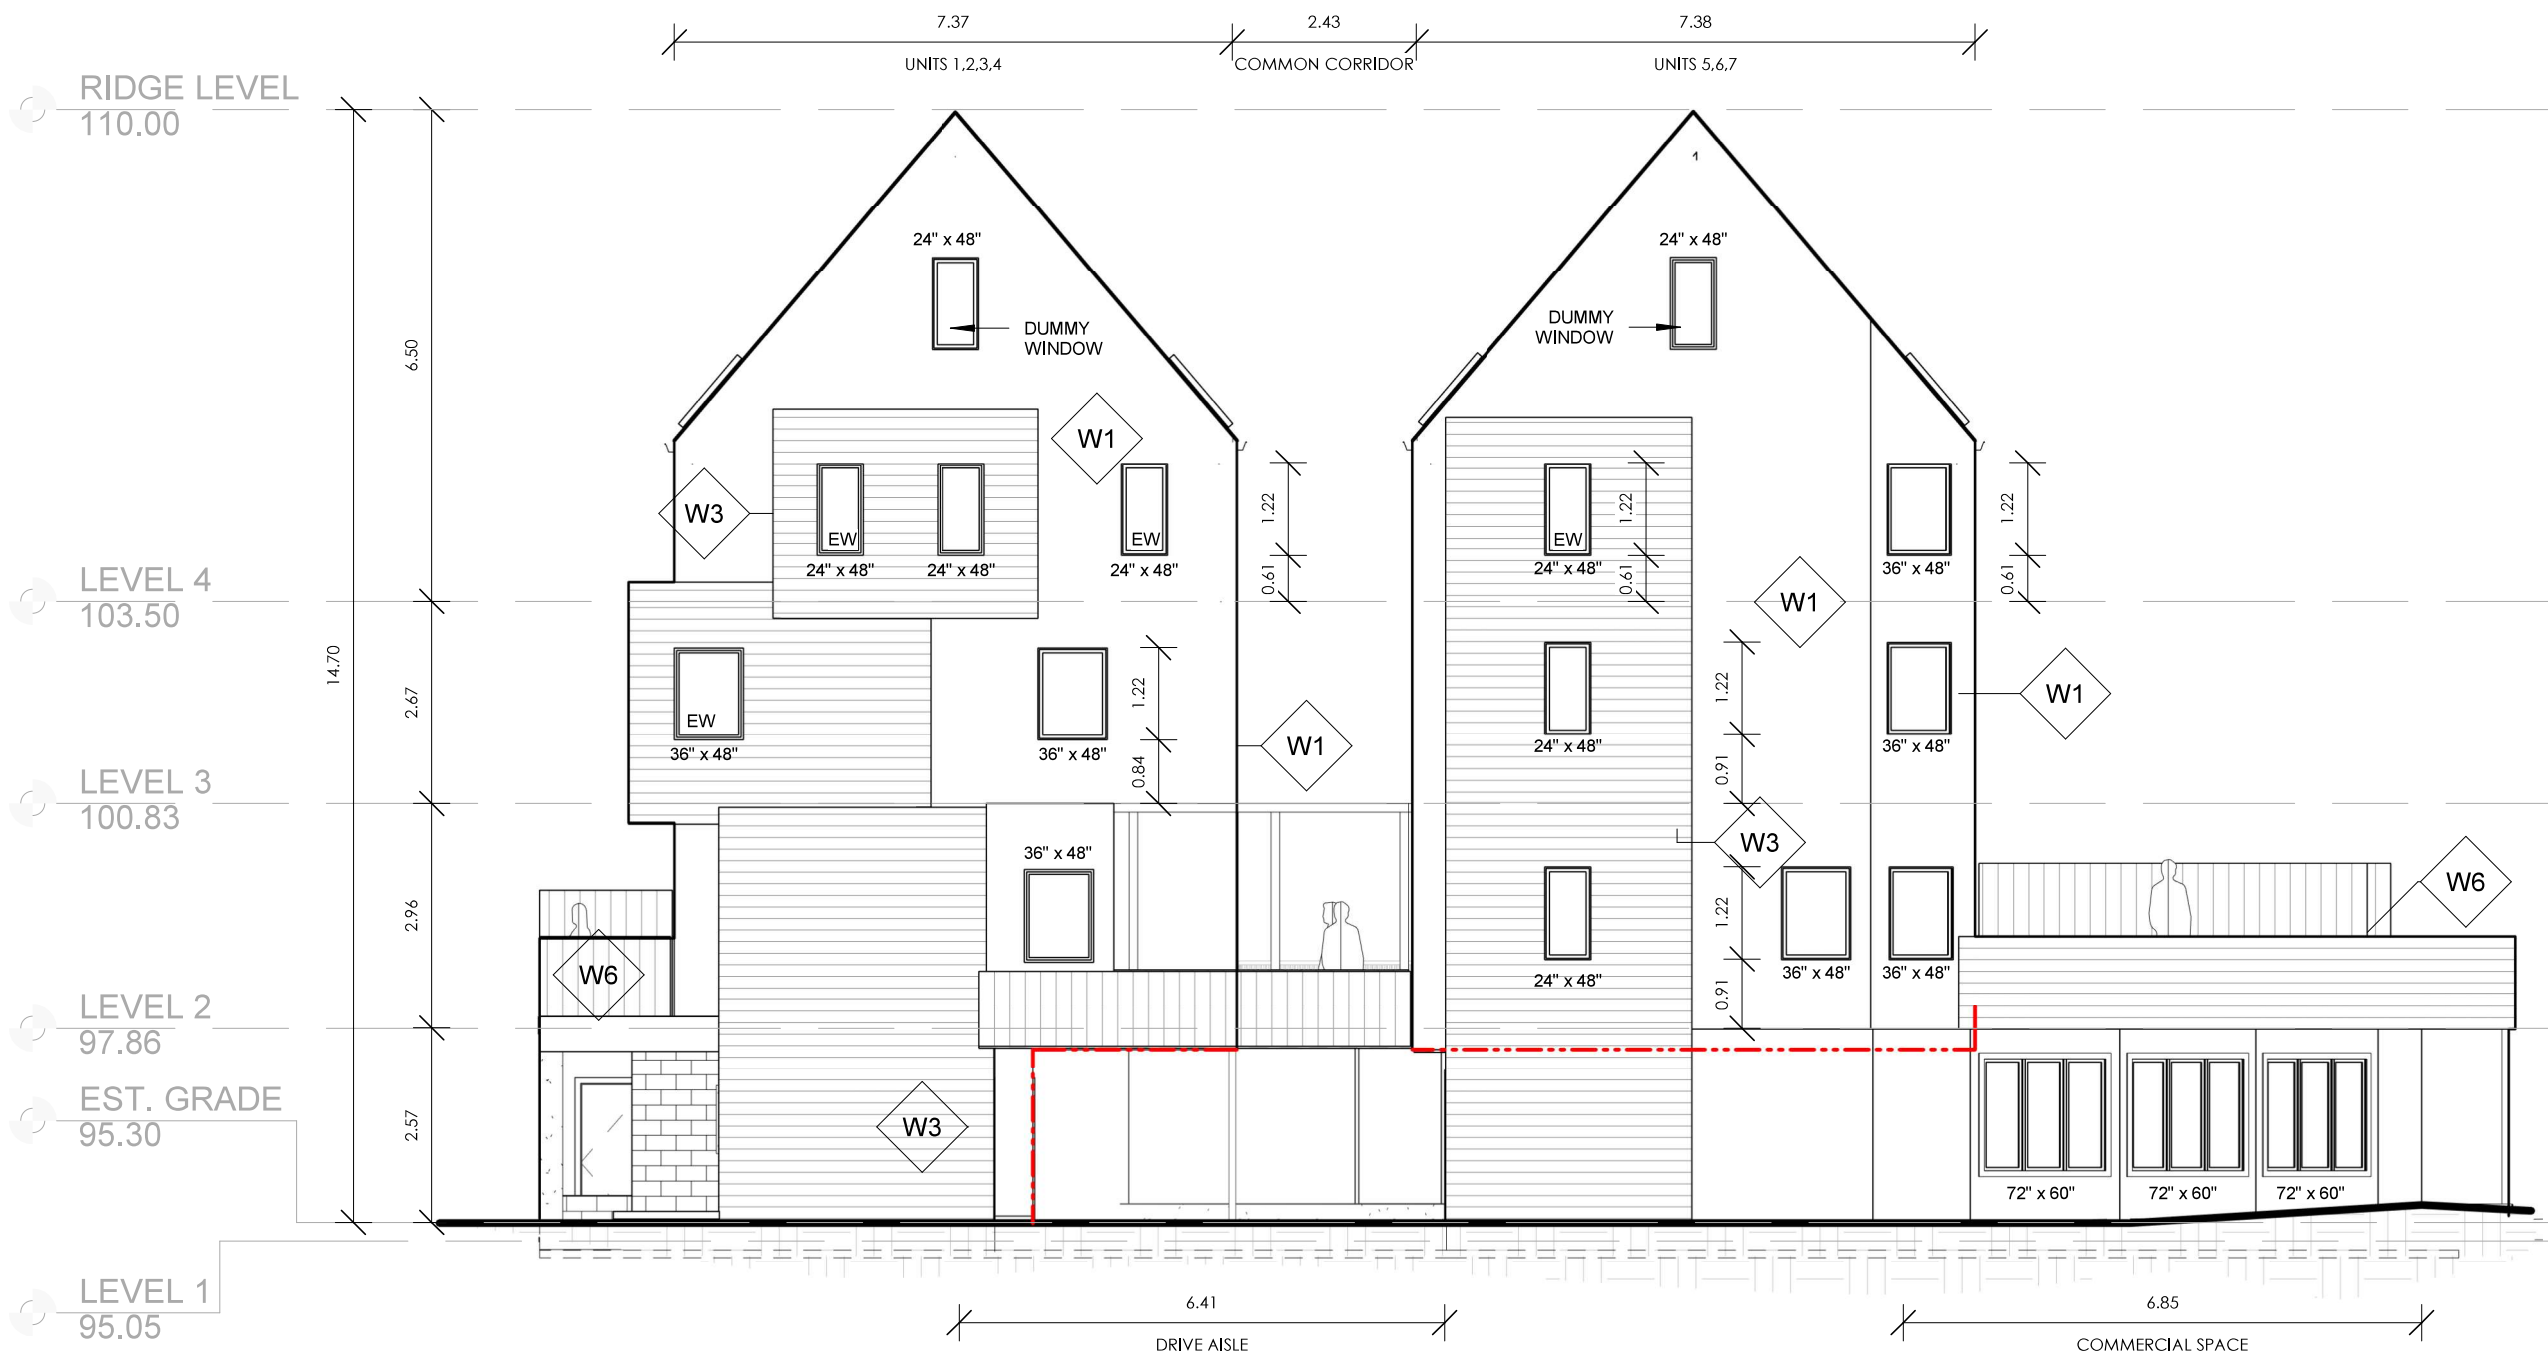 7.37
2.43
7.38
UNITS 1,2,3,4
COMMON CORRIDOR
UNITS 5,6,7
RIDGE LEVEL
110.00
1
24" x 48"
24" x 48"
DUMMY
WINDOW
DUMMY
WINDOW
6.50
W1
W3
EW
EW
EW
24" x 48"
24" x 48"
24" x 48"
24" x 48"
36" x 48"
1.22
0.61
1.22
0.61
1.22
0.61
LEVEL 4
103.50
W1
14.70
2.67
EW
36" x 48"
36" x 48"
1.22
0.84
W1
24" x 48"
1.22
0.91
36" x 48"
W1
LEVEL 3
100.83
36" x 48"
W3
W6
2.96
W6
24" x 48"
1.22
0.91
36" x 48"
36" x 48"
LEVEL 2
97.86
EST. GRADE
95.30
2.57
W3
72" x 60"
72" x 60"
72" x 60"
LEVEL 1
95.05
6.41
DRIVE AISLE
6.85
COMMERCIAL SPACE